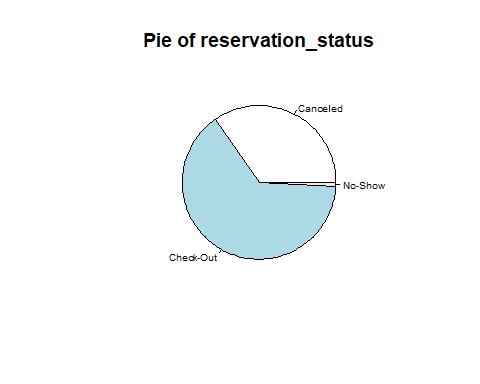 Pie of reservation_status
Canceled
No-Show
Check-Out